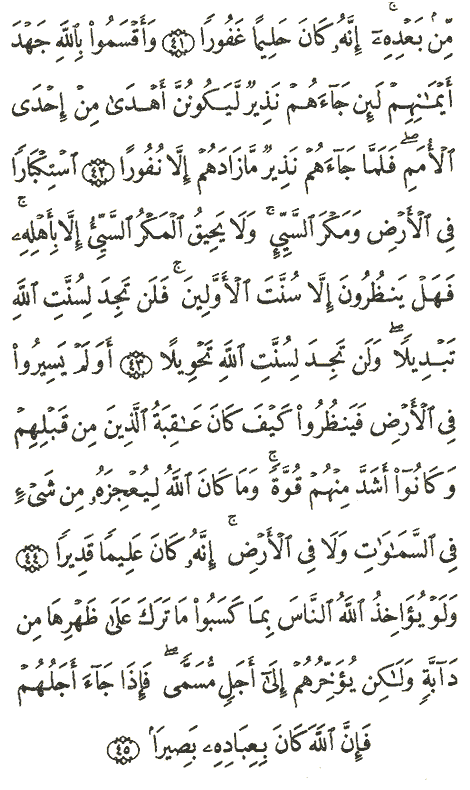 مِّنۢ بَعْدِهِۦٓ ۚ إِنَّهُۥ كَانَ حَلِيمًا غَفُورًا ٤١ وَأَقْسَمُوا۟ بِٱللَّهِ جَهْدَ
أَيْمَٰنِهِمْ لَئِن جَآءَهُمْ نَذِيرٌ لَّيَكُونُنَّ أَهْدَىٰ مِنْ إِحْدَى
ٱلْأُمَمِ ۖ فَلَمَّا جَآءَهُمْ نَذِيرٌ مَّا زَادَهُمْ إِلَّا نُفُورًا ٤٢ ٱسْتِكْبَارًا
فِى ٱلْأَرْضِ وَمَكْرَ ٱلسَّيِّئِ ۚ وَلَا يَحِيقُ ٱلْمَكْرُ ٱلسَّيِّئُ إِلَّا بِأَهْلِهِۦ ۚ
فَهَلْ يَنظُرُونَ إِلَّا سُنَّتَ ٱلْأَوَّلِينَ ۚ فَلَن تَجِدَ لِسُنَّتِ ٱللَّهِ
تَبْدِيلًا ۖ وَلَن تَجِدَ لِسُنَّتِ ٱللَّهِ تَحْوِيلًا ٤٣ أَوَلَمْ يَسِيرُوا۟
فِى ٱلْأَرْضِ فَيَنظُرُوا۟ كَيْفَ كَانَ عَٰقِبَةُ ٱلَّذِينَ مِن قَبْلِهِمْ
وَكَانُوٓا۟ أَشَدَّ مِنْهُمْ قُوَّةً ۚ وَمَا كَانَ ٱللَّهُ لِيُعْجِزَهُۥ مِن شَىْءٍ
فِى ٱلسَّمَٰوَٰتِ وَلَا فِى ٱلْأَرْضِ ۚ إِنَّهُۥ كَانَ عَلِيمًا قَدِيرًا ٤٤
وَلَوْ يُؤَاخِذُ ٱللَّهُ ٱلنَّاسَ بِمَا كَسَبُوا۟ مَا تَرَكَ عَلَىٰ ظَهْرِهَا مِن
دَآبَّةٍ وَلَٰكِن يُؤَخِّرُهُمْ إِلَىٰٓ أَجَلٍ مُّسَمًّى ۖ فَإِذَا جَآءَ أَجَلُهُمْ
فَإِنَّ ٱللَّهَ كَانَ بِعِبَادِهِۦ بَصِيرًۢا ٤٥